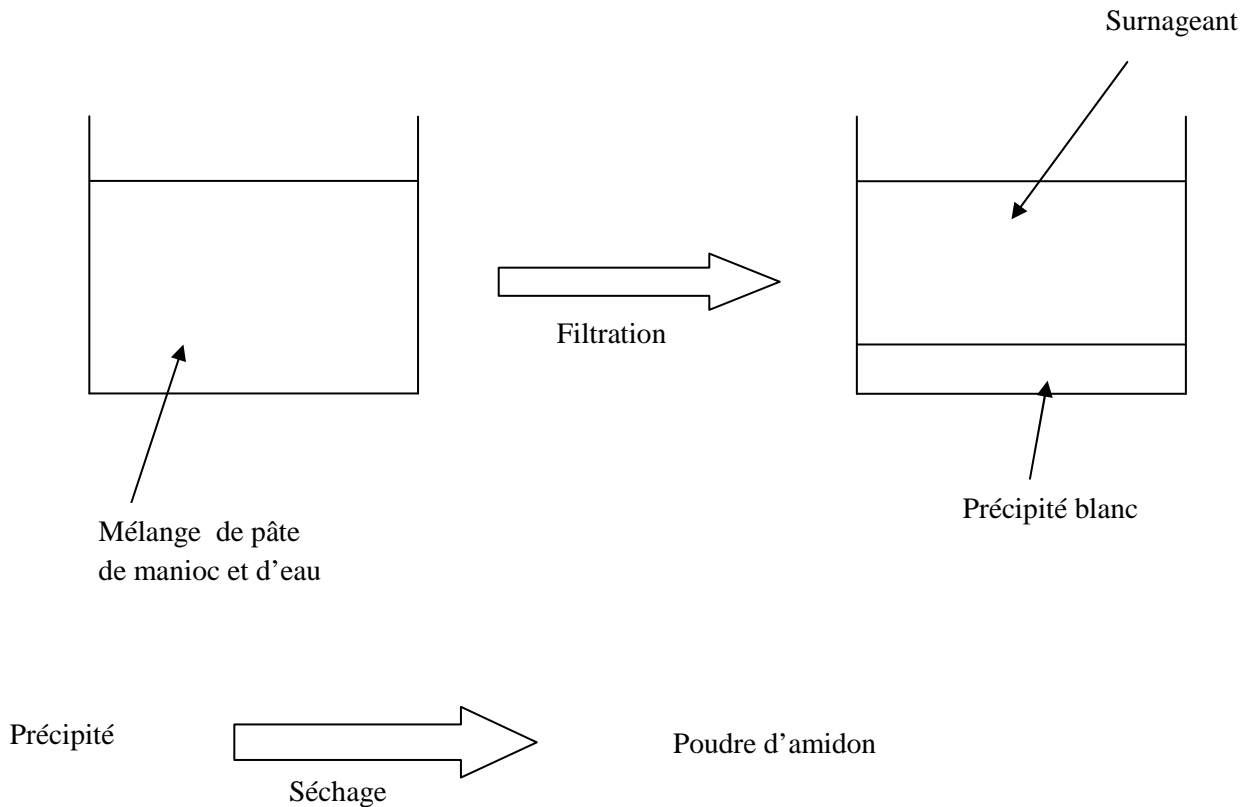 Surnageant
Filtration
Mélange de pâte
de manioc et d’eau
Précipité blanc
Précipité
Poudre d’amidon
Séchage